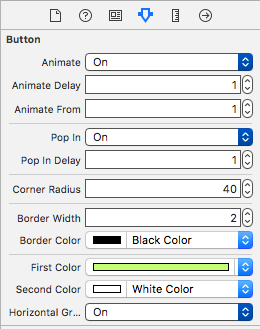 Button
Animate On
Animate Delay 1
Animate From 1
Pop In On
Pop In Delay 1
Corner Radius 40
Border Width 2
Border Color Black Color
First Color
Second Color White Color
Horizontal Gr... On